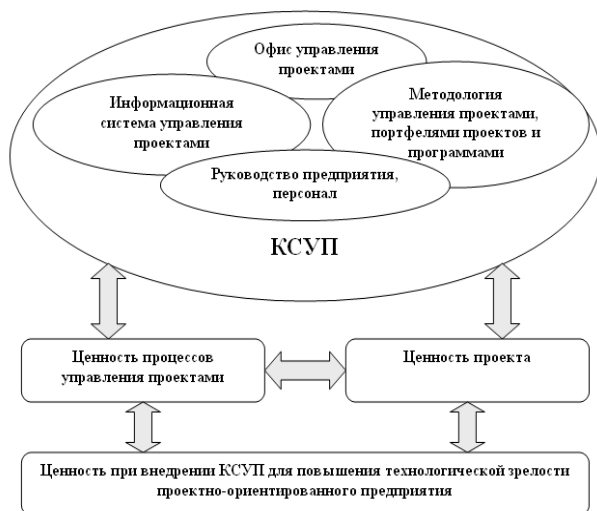 Офис управления
проектами
Информационная
система управления
проектами
Методология
управления проектами,
портфелями проектов и
программами
Руководство предприятия,
персонал
КСУП
Ценность процессов
управления проектами
Ценность проекта
Ценность при внедрении КСУП для повышения технологической зрелости
проектно-ориентированного предприятия